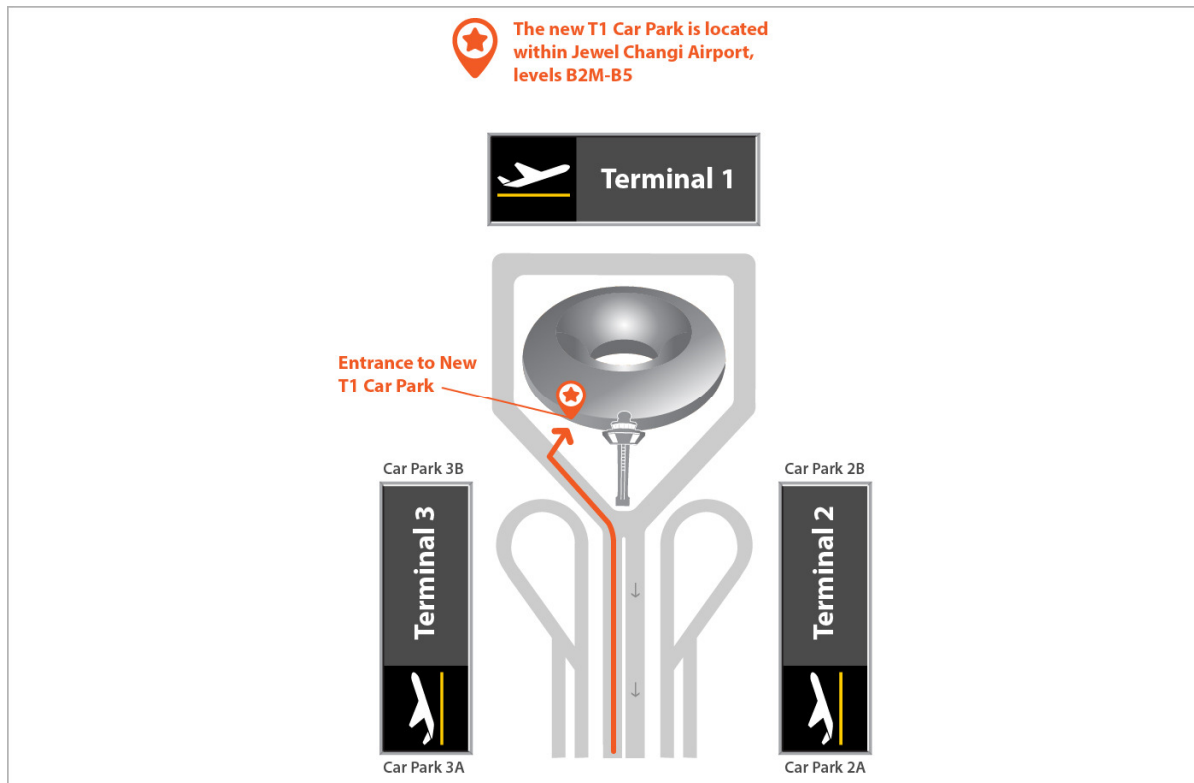 The new T1 Car Park is located
within Jewel Changi Airport,
levels B2M-B5
Terminal 1
Entrance to New
T1 Car Park
Car Park 3B
Car Park 2B
Terminal 3
Terminal 2
Car Park 3A
Car Park 2A